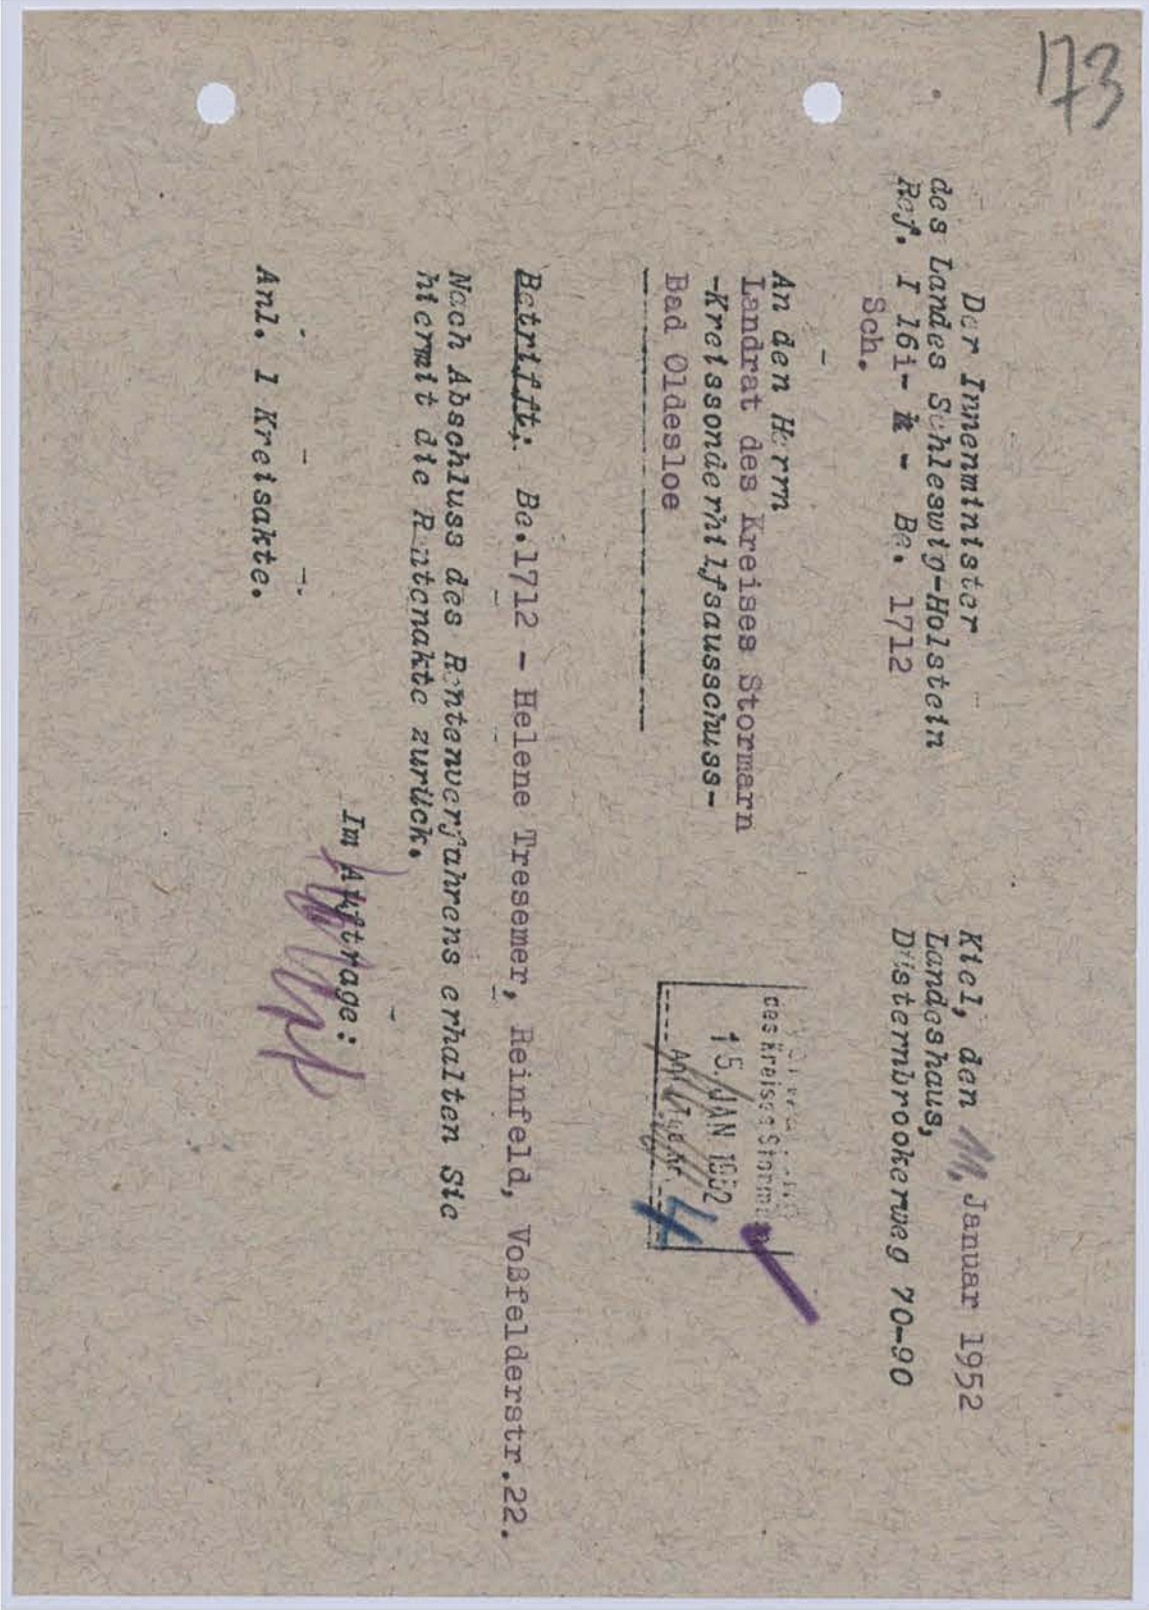 173
Der Innenminister
des Landes Schleswig-Holstein
Ref. I 16i- - Be. 1712
Sch.
Kiel, den 11, Januar 1952
Landeshaus,
Düsternbrookerweg 70-90
An den Herrn
Landrat des Kreises Stormarn
-Kreissonderhilfsausschuss-
Bad Oldesloe
des Kreises Stormarn
15. JAN 1952
Betrifft: Be.1712 - Helene Tresemer, Reinfeld, Voßfelderstr.22.
Nach Abschluss des Rentenverfahrens erhalten Sie
hiermit die Rentenakte zurück.
Im Auftrage:
Anl. 1 Kreisakte.